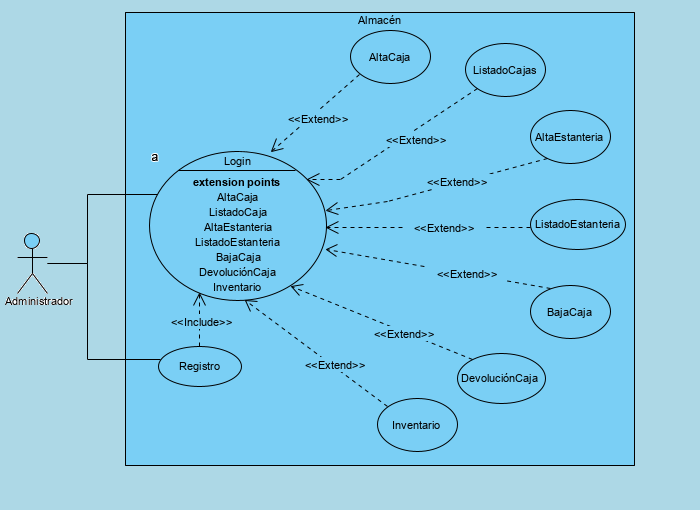 Almacén
AltaCaja
ListadoCajas
<<Extend>>
<<Extend>>
AltaEstanteria
a
Login
extension points
AltaCaja
ListadoCaja
AltaEstanteria
ListadoEstanteria
BajaCaja
DevoluciónCaja
Inventario
<<Extend>>
ListadoEstanteria
<<Extend>>
<<Extend>>
BajaCaja
Administrador
<<Include>>
<<Extend>>
Registro
<<Extend>>
DevoluciónCaja
Inventario